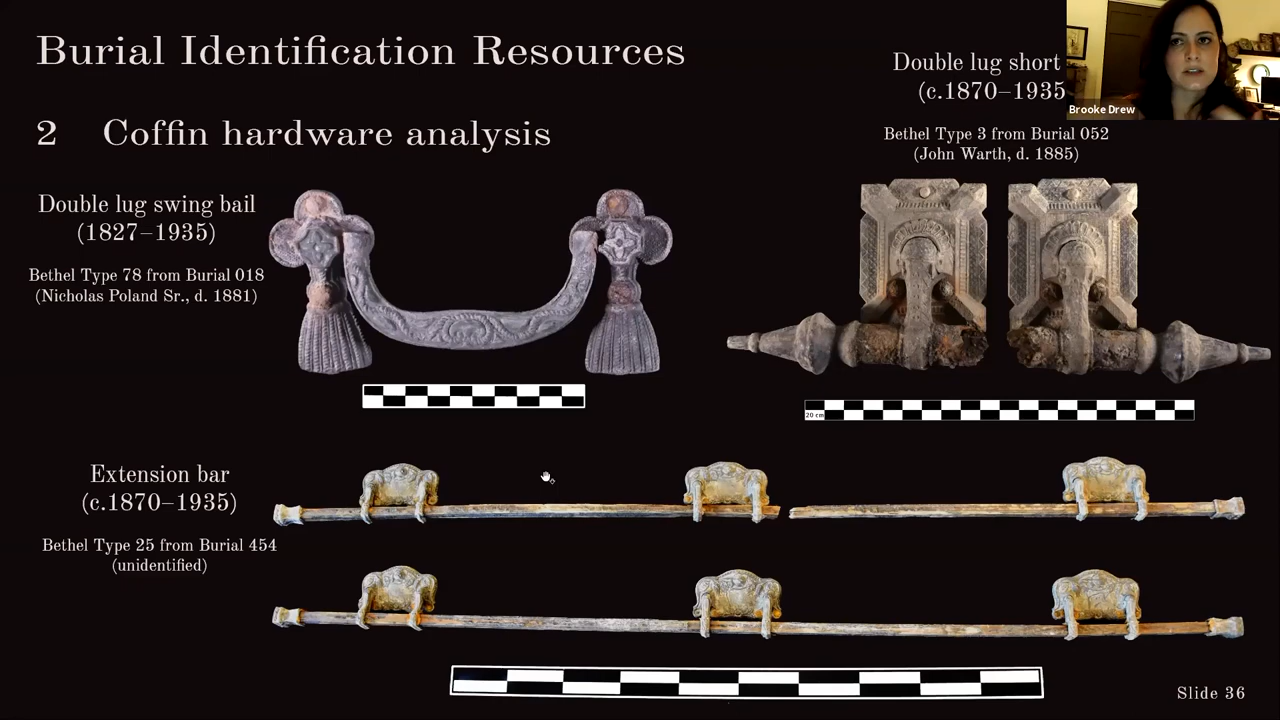 Burial Identification Resources
2 Coffin hardware analysis
Double lug swing bail
(1827–1935)
Bethel Type 78 from Burial 018
(Nicholas Poland Sr., d. 1881)
Double lug short
(c.1870–1935
Brooke Drew
Bethel Type 3 from Burial 052
(John Warth, d. 1885)
20 cm
Extension bar
(c.1870–1935)
Bethel Type 25 from Burial 454
(unidentified)
Slide 36